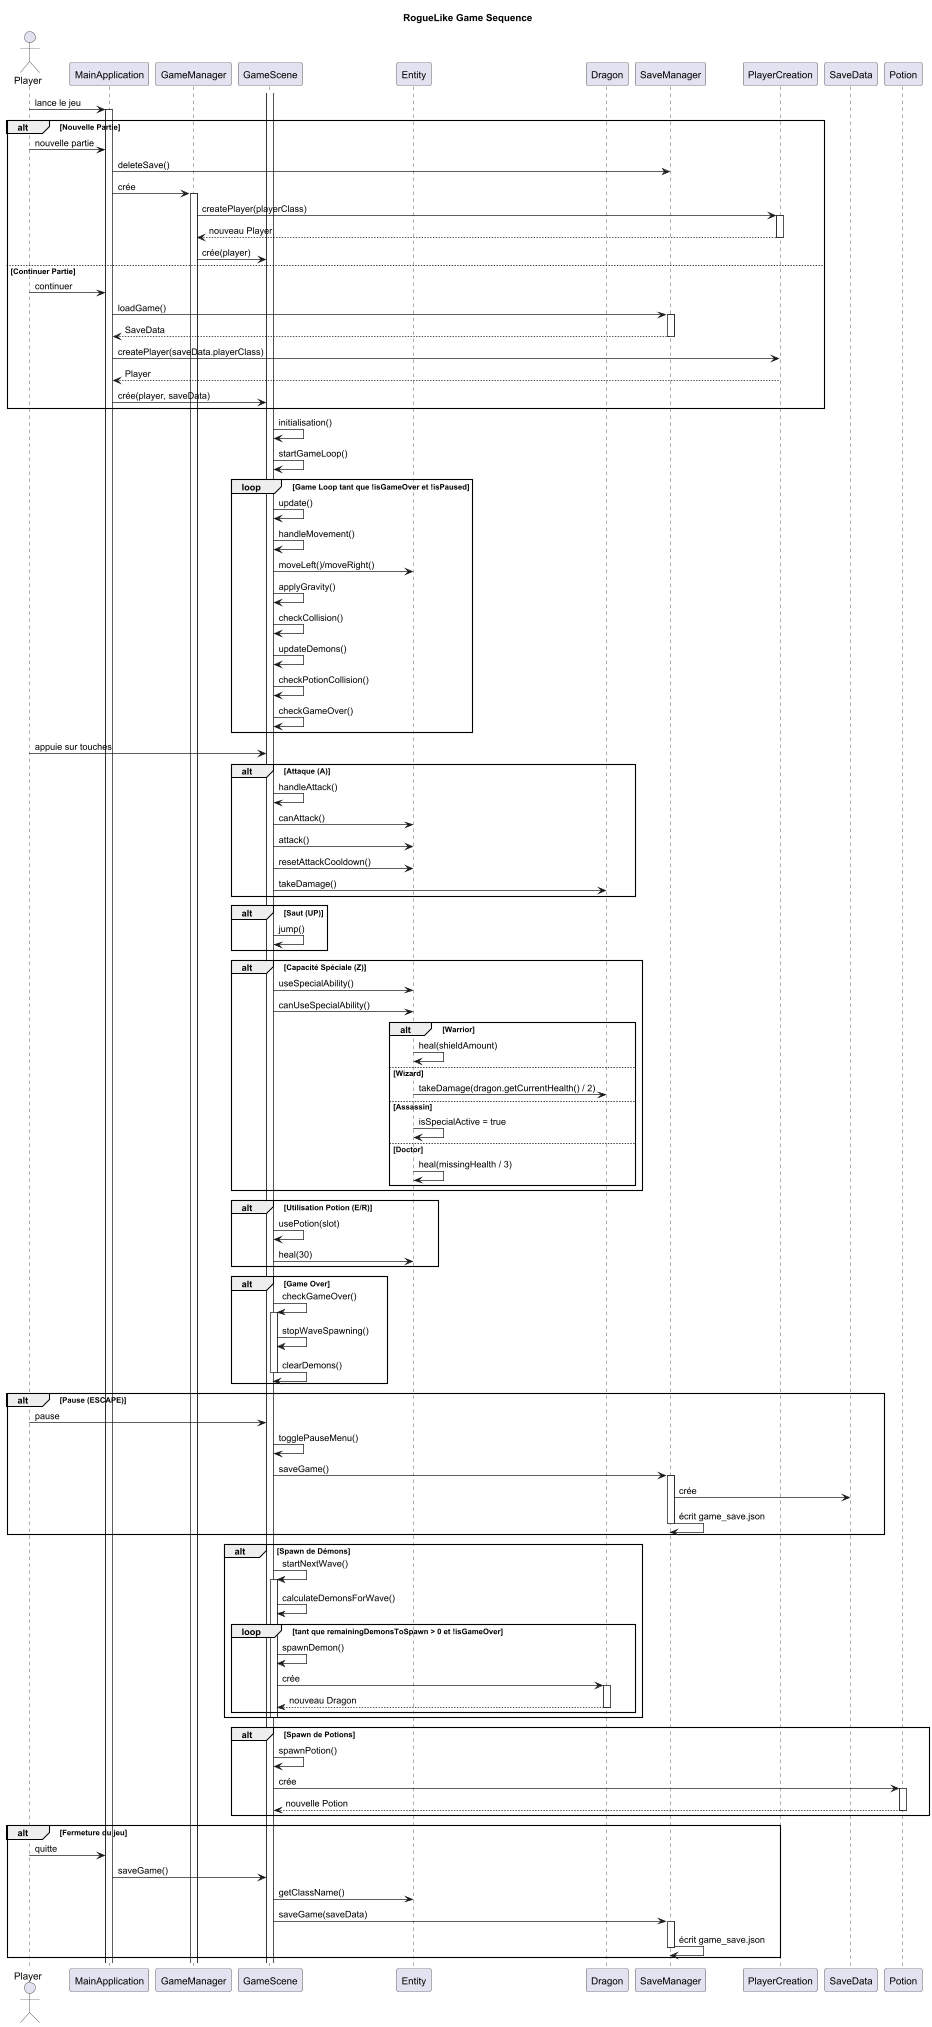 RogueLike Game Sequence
Player
MainApplication
GameManager
GameScene
Entity
Dragon
SaveManager
PlayerCreation
SaveData
Potion
lance le jeu
alt [Nouvelle Partie]
nouvelle partie
deleteSave()
crée
createPlayer(playerClass)
nouveau Player
crée(player)
[Continuer Partie]
continuer
loadGame()
SaveData
createPlayer(saveData.playerClass)
Player
crée(player, saveData)
initialisation()
startGameLoop()
loop [Game Loop tant que !isGameOver et !isPaused]
update()
handleMovement()
moveLeft()/moveRight()
applyGravity()
checkCollision()
updateDemons()
checkPotionCollision()
checkGameOver()
appuie sur touches
alt [Attaque (A)]
handleAttack()
canAttack()
attack()
resetAttackCooldown()
takeDamage()
alt [Saut (UP)]
jump()
alt [Capacité Spéciale (Z)]
useSpecialAbility()
canUseSpecialAbility()
alt [Warrior]
heal(shieldAmount)
[Wizard]
takeDamage(dragon.getCurrentHealth() / 2)
[Assassin]
isSpecialActive = true
[Doctor]
heal(missingHealth / 3)
alt [Utilisation Potion (E/R)]
usePotion(slot)
heal(30)
alt [Game Over]
checkGameOver()
stopWaveSpawning()
clearDemons()
alt [Pause (ESCAPE)]
pause
togglePauseMenu()
saveGame()
crée
écrit game_save.json
alt [Spawn de Démons]
startNextWave()
calculateDemonsForWave()
loop [tant que remainingDemonsToSpawn > 0 et !isGameOver]
spawnDemon()
crée
nouveau Dragon
alt [Spawn de Potions]
spawnPotion()
crée
nouvelle Potion
alt [Fermeture du jeu]
quitte
saveGame()
getClassName()
saveGame(saveData)
écrit game_save.json
Player
MainApplication
GameManager
GameScene
Entity
Dragon
SaveManager
PlayerCreation
SaveData
Potion